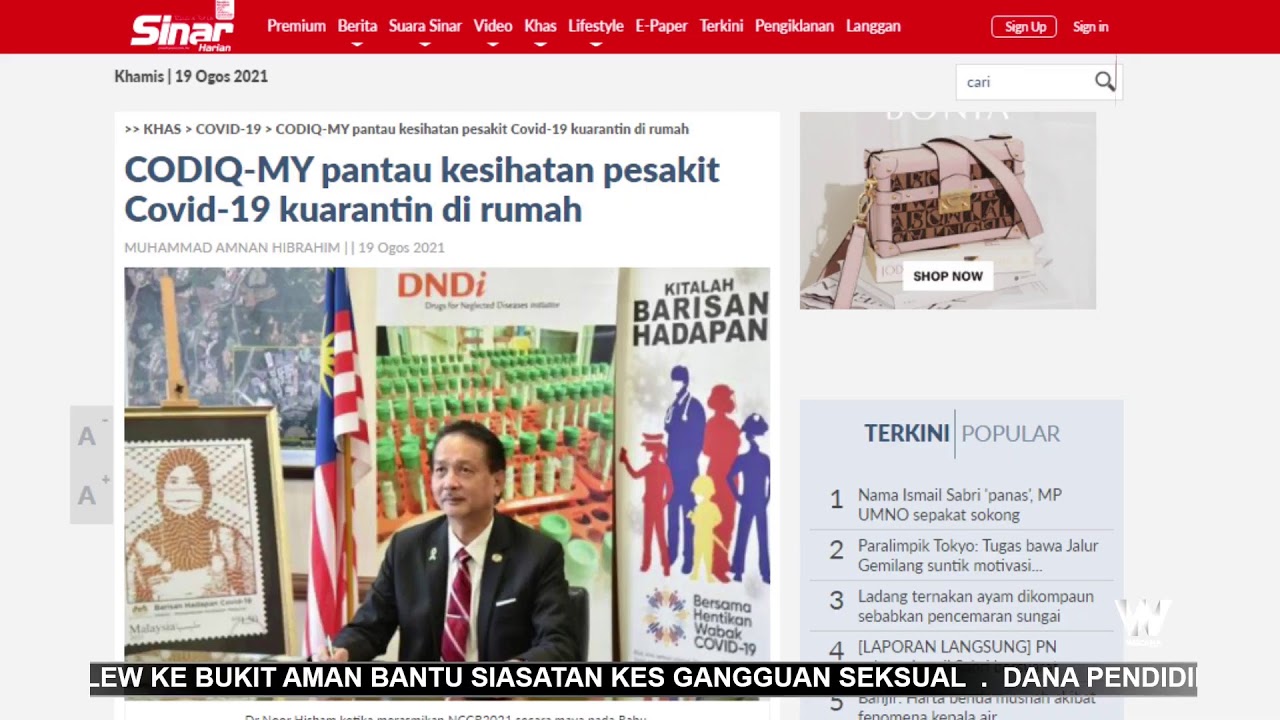 Sinar
Harian
Premium Berita Suara Sinar Video Khas Lifestyle E-Paper Terkini Pengiklanan Langgan
Sign Up Sign in
Khamis | 19 Ogos 2021
cari
>> KHAS > COVID-19 > CODIQ-MY pantau kesihatan pesakit Covid-19 kuarantin di rumah
CODIQ-MY pantau kesihatan pesakit
Covid-19 kuarantin di rumah
MUHAMMAD AMNAN HIBRAHIM | | 19 Ogos 2021
DNDi
Drugs for Neglected Diseases initiative
KITALAH
BARISAN
HADAPAN
Bersama
Hentikan
Wabak
COVID-19
Barisan Hadapan Covid-19
Malaysia
A -
A +
BONIA
SHOP NOW
TERKINI POPULAR
1 Nama Ismail Sabri 'panas', MP
UMNO sepakat sokong
2 Paralimpik Tokyo: Tugas bawa Jalur
Gemilang suntik motivasi...
3 Ladang ternakan ayam dikompaun
sebabkan pencemaran sungai
4 [LAPORAN LANGSUNG] PN
5 Banjir: Harta benda musnah akibat
fenomena kepala air
LEW KE BUKIT AMAN BANTU SIASATAN KES GANGGUAN SEKSUAL . DANA PENDIDI
Dr Noor Hisham ketika merasmikan NCCR2021 secara maya pada Rabu